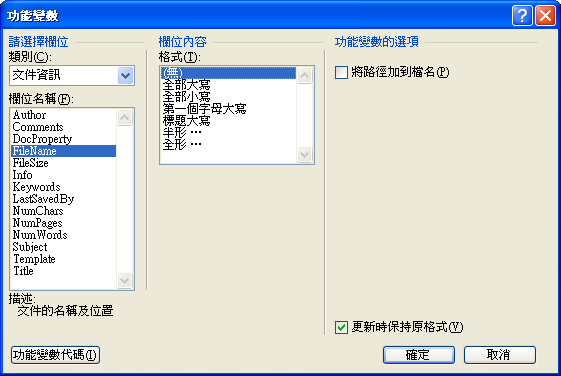 功能變數
請選擇欄位
類別(C):
文件資訊
欄位名稱(F):
Author
Comments
DocProperty
FileName
FileSize
Info
Keywords
LastSavedBy
NumChars
NumPages
NumWords
Subject
Template
Title
描述:
文件的名稱及位置
欄位內容
格式(T):
(無)
全部大寫
全部小寫
第一個字母大寫
標題大寫
半形 …
全形 …
功能變數的選項
將路徑加到檔名(P)
更新時保持原格式(V)
功能變數代碼(I)
確定
取消